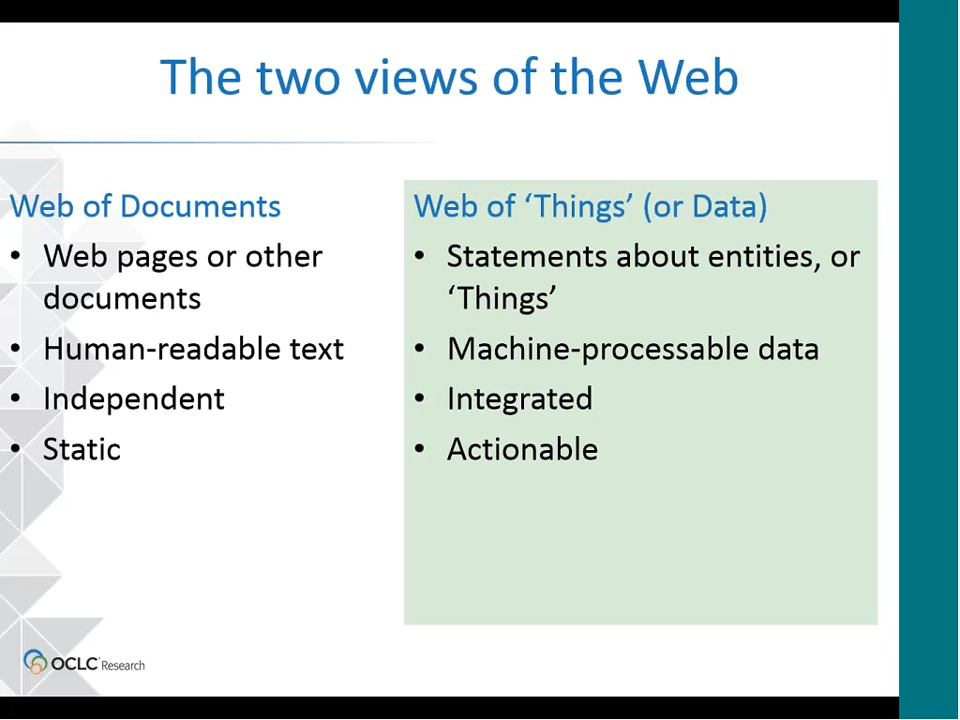 The two views of the Web
Web of Documents
• Web pages or other
documents
• Human-readable text
• Independent
• Static
Web of ‘Things’ (or Data)
• Statements about entities, or
‘Things’
• Machine-processable data
• Integrated
• Actionable
OCLC Research